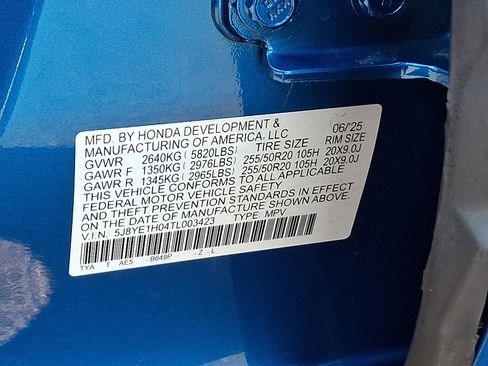 MFD. BY HONDA DEVELOPMENT & 06/'25
MANUFACTURING OF AMERICA, LLC
TIRE SIZE RIM SIZE
GVWR 2640KG ( 5820LBS)
GAWR F 1350KG ( 2976LBS) 255/50R20 105H 20X9.0J
GAWR R 1345KG ( 2965LBS) 255/50R20 105H 20X9.0J
THIS VEHICLE CONFORMS TO ALL APPLICABLE
FEDERAL MOTOR VEHICLE SAFETY
AND THEFT PREVENTION STANDARDS IN EFFECT
ON THE DATE OF MANUFACTURE SHOWN ABOVE.
V.I.N. 5J8YE1H04TL003423 TYPE: MPV
TYA T AES - B649P - Z - L